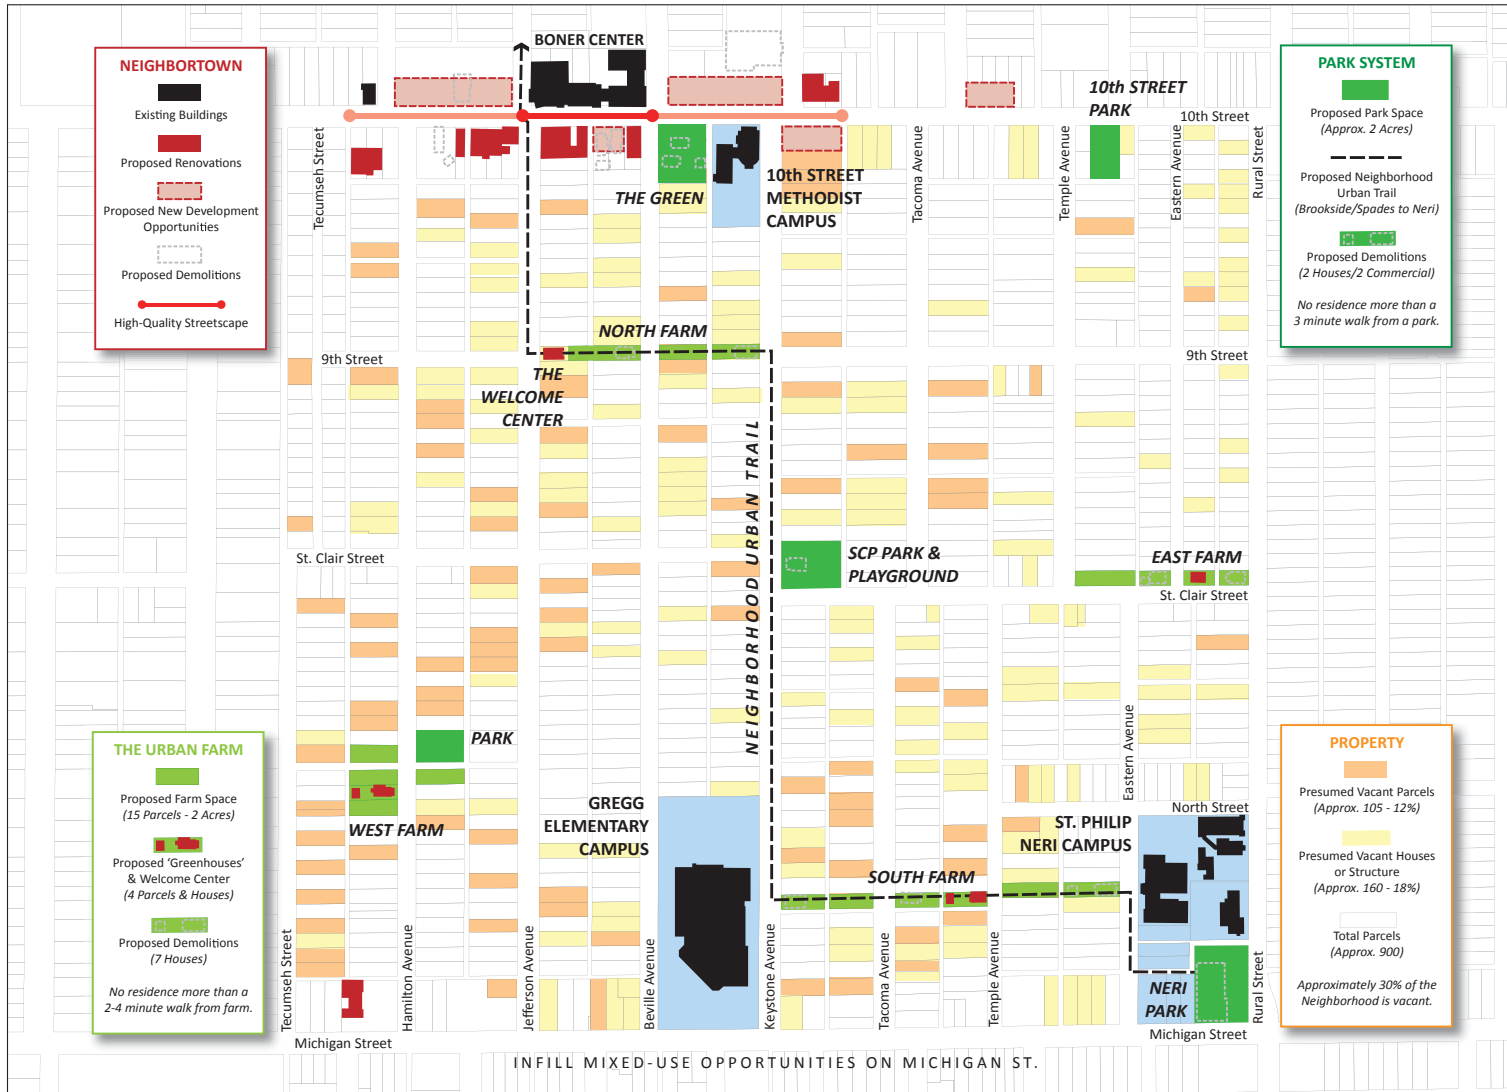 BONER CENTER
NEIGHBORTOWN
Existing Buildings
Proposed Renovations
Proposed New Development
Opportunities
Proposed Demolitions
High-Quality Streetscape
PARK SYSTEM
Proposed Park Space
(Approx. 2 Acres)
Proposed Neighborhood
Urban Trail
(Brookside/Spades to Neri)
Proposed Demolitions
(2 Houses/2 Commercial)
No residence more than a
3 minute walk from a park.
10th STREET
PARK
10th Street
Tecumseh Street
Tacoma Avenue
Temple Avenue
Eastern Avenue
Rural Street
THE GREEN
10th STREET
METHODIST
CAMPUS
NORTH FARM
9th Street
9th Street
THE
WELCOME
CENTER
NEIGHBORHOOD URBAN TRAIL
St. Clair Street
SCP PARK &
PLAYGROUND
EAST FARM
St. Clair Street
PARK
THE URBAN FARM
Proposed Farm Space
(15 Parcels - 2 Acres)
Proposed ‘Greenhouses’
& Welcome Center
(4 Parcels & Houses)
Proposed Demolitions
(7 Houses)
No residence more than a
2-4 minute walk from farm.
WEST FARM
GREGG
ELEMENTARY
CAMPUS
SOUTH FARM
ST. PHILIP
NERI CAMPUS
Eastern Avenue
North Street
PROPERTY
Presumed Vacant Parcels
(Approx. 105 - 12%)
Presumed Vacant Houses
or Structure
(Approx. 160 - 18%)
Total Parcels
(Approx. 900)
Approximately 30% of the
Neighborhood is vacant.
Tecumseh Street
Hamilton Avenue
Jefferson Avenue
Beville Avenue
Keystone Avenue
Tacoma Avenue
Temple Avenue
NERI
PARK
Rural Street
Michigan Street
Michigan Street
INFILL MIXED-USE OPPORTUNITIES ON MICHIGAN ST.